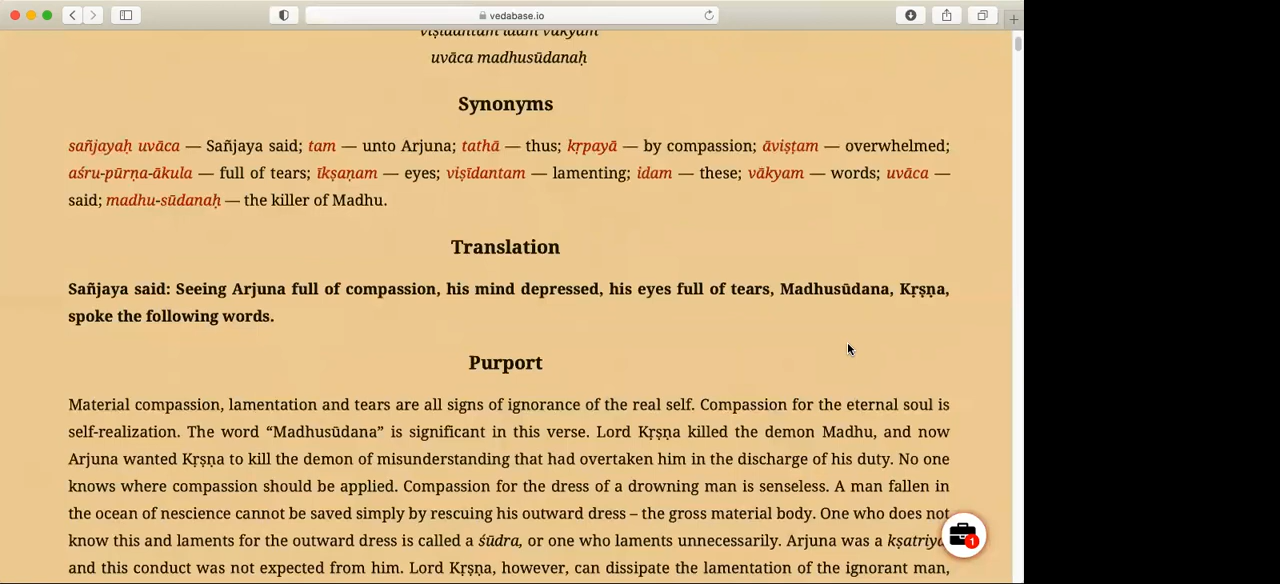 vedabase.io
viṣīdantam idaṁ vākyam
uvāca madhusūdanaḥ
Synonyms
sañjayaḥ uvāca — Sañjaya said; tam — unto Arjuna; tathā — thus; kṛpayā — by compassion; āviṣṭam — overwhelmed;
aśru-pūrṇa-ākula — full of tears; īkṣaṇam — eyes; viṣīdantam — lamenting; idam — these; vākyam — words; uvāca —
said; madhu-sūdanaḥ — the killer of Madhu.
Translation
Sañjaya said: Seeing Arjuna full of compassion, his mind depressed, his eyes full of tears, Madhusūdana, Kṛṣṇa,
spoke the following words.
Purport
Material compassion, lamentation and tears are all signs of ignorance of the real self. Compassion for the eternal soul is
self-realization. The word “Madhusūdana” is significant in this verse. Lord Kṛṣṇa killed the demon Madhu, and now
Arjuna wanted Kṛṣṇa to kill the demon of misunderstanding that had overtaken him in the discharge of his duty. No one
knows where compassion should be applied. Compassion for the dress of a drowning man is senseless. A man fallen in
the ocean of nescience cannot be saved simply by rescuing his outward dress – the gross material body. One who does not
know this and laments for the outward dress is called a śūdra, or one who laments unnecessarily. Arjuna was a kṣatriya
and this conduct was not expected from him. Lord Kṛṣṇa, however, can dissipate the lamentation of the ignorant man,
1